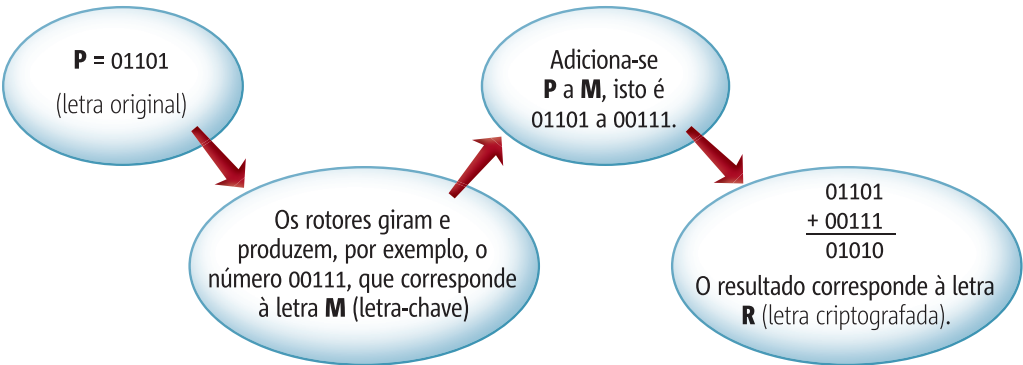 P = 01101
(letra original)
Os rotores giram e
produzem, por exemplo, o
número 00111, que corresponde
à letra M (letra-chave)
Adiciona-se
P a M, isto é
01101 a 00111.
01101
+ 00111
01010
O resultado corresponde à letra
R (letra criptografada).